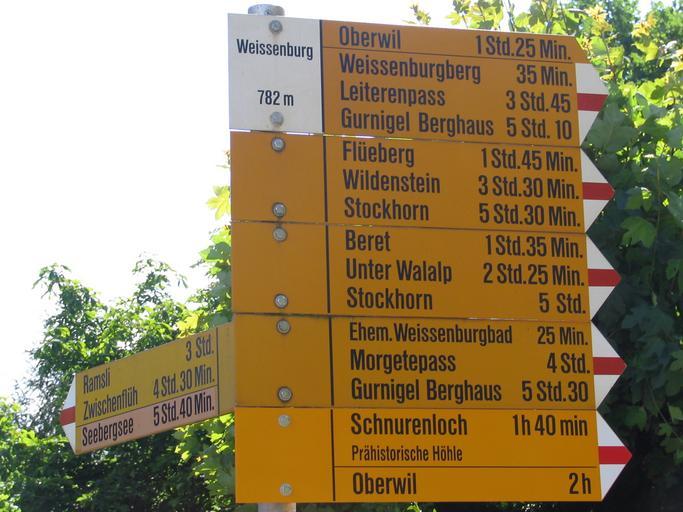 Weissenburg
782 m
Oberwil 1 Std.25 Min.
Weissenburgberg 35 Min.
Leiterenpass 3 Std.45
Gurnigel Berghaus 5 Std.10
Flüeberg 1 Std.45 Min.
Wildenstein 3 Std.30 Min.
Stockhorn 5 Std.30 Min.
Beret 1 Std.35 Min.
Unter Walalp 2 Std.25 Min.
Stockhorn 5 Std.
Ehem.Weissenburgbad 25 Min.
Morgetepass 4 Std.
Gurnigel Berghaus 5 Std.30
Schnurenloch 1h 40 min
Prähistorische Höhle
Oberwil 2h
Ramsli 3 Std.
Zwischenflüh 4 Std.30 Min.
Seebergsee 5 Std.40 Min.